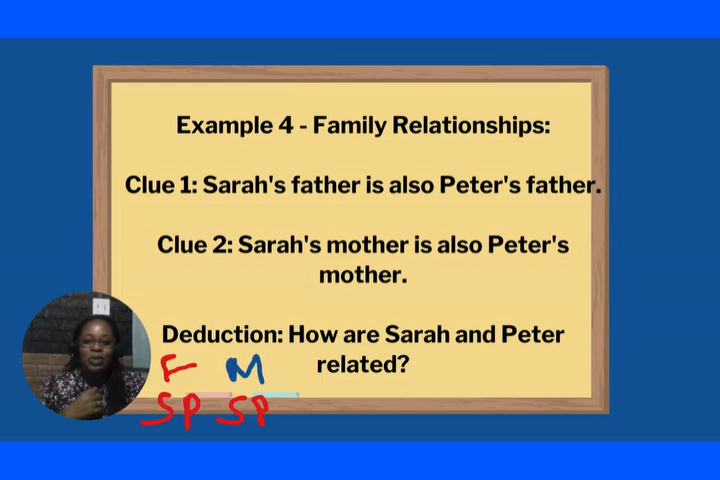 Example 4 - Family Relationships:
Clue 1: Sarah's father is also Peter's father.
Clue 2: Sarah's mother is also Peter's
mother.
Deduction: How are Sarah and Peter
related?
F M
SP SP